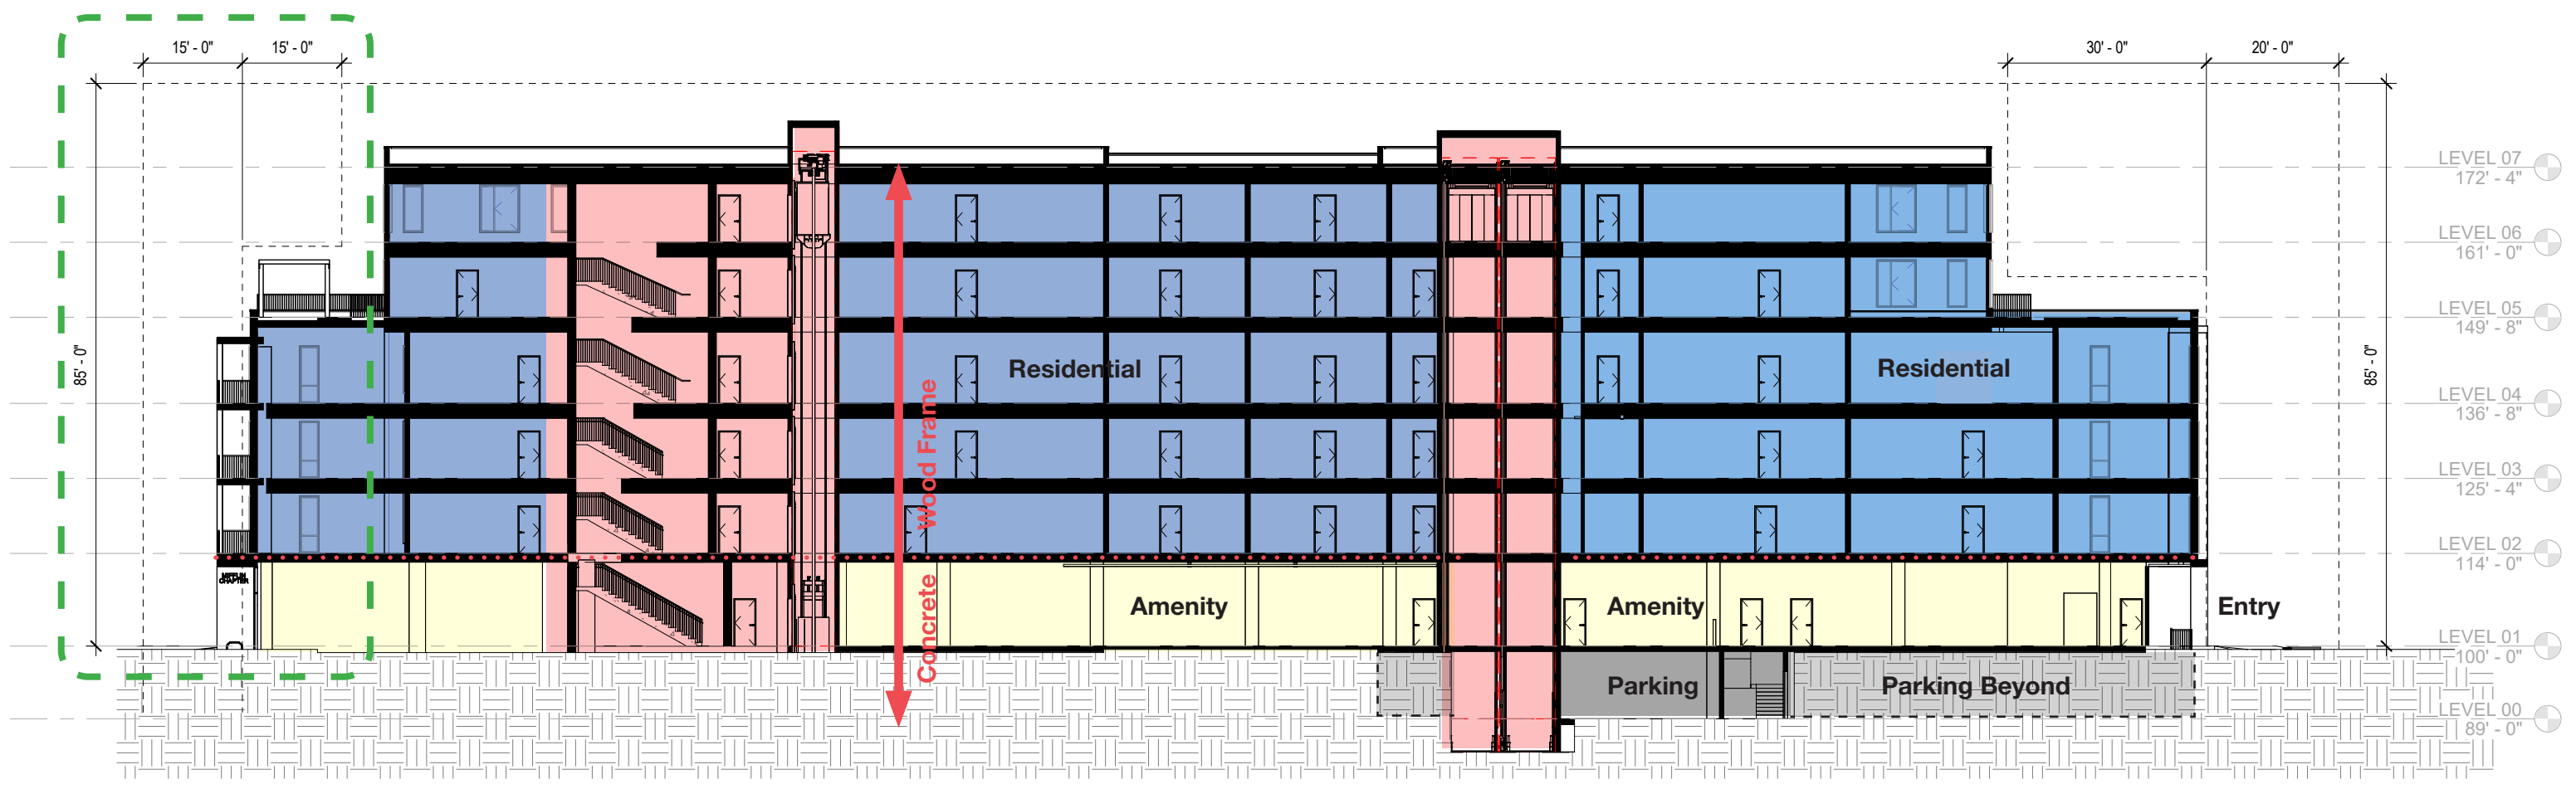 15' - 0"
15' - 0"
30' - 0"
20' - 0"
LEVEL 07
172' - 4"
LEVEL 06
161' - 0"
LEVEL 05
149' - 8"
85' - 0"
Wood Frame
Residential
Residential
85' - 0"
LEVEL 04
136' - 8"
LEVEL 03
125' - 4"
LEVEL 02
114' - 0"
CHAPTER
Concrete
Amenity
Amenity
Entry
LEVEL 01
100' - 0"
Parking
Parking Beyond
LEVEL 00
89' - 0"